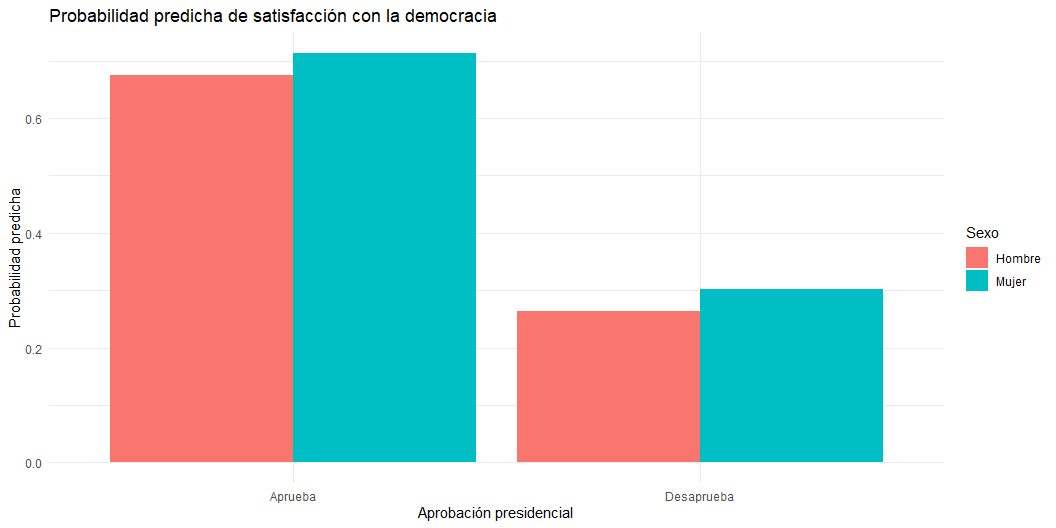 Probabilidad predicha de satisfacción con la democracia
Probabilidad predicha
0.6
0.4
0.2
0.0
Aprueba
Desaprueba
Aprobación presidencial
Sexo
Hombre
Mujer